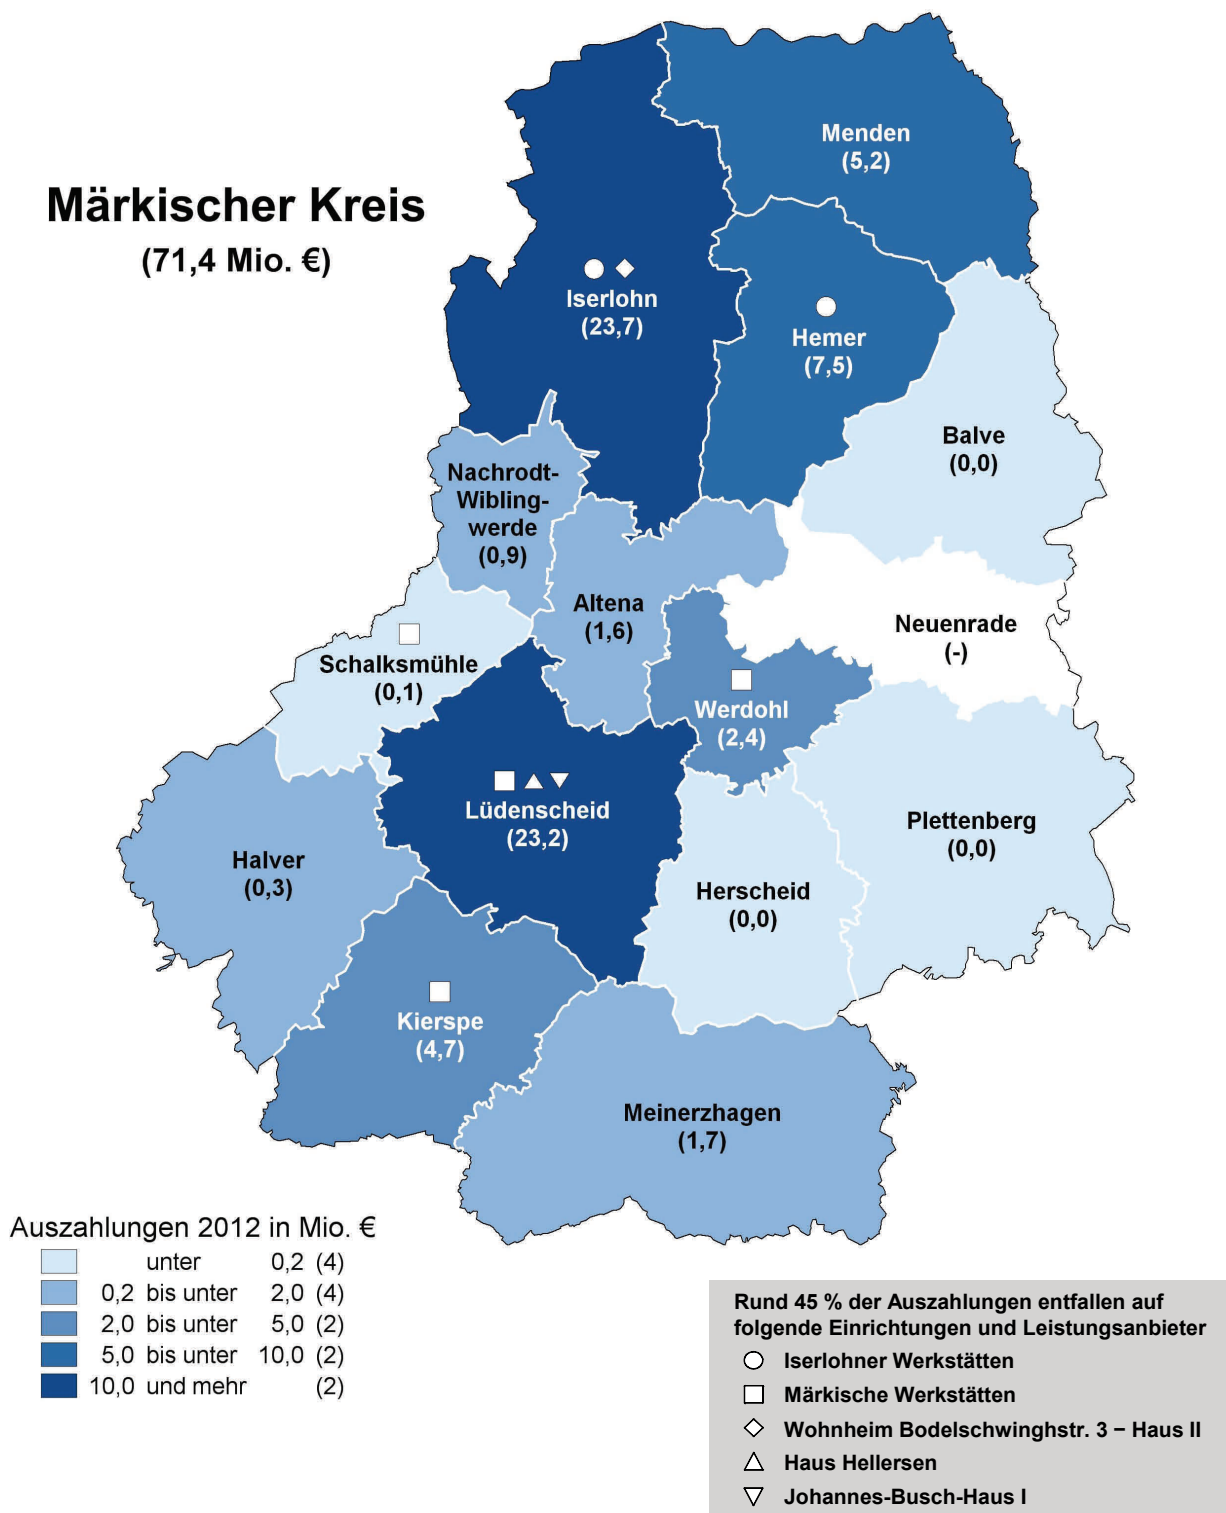 Märkischer Kreis
(71,4 Mio. €)
Menden
(5,2)
Iserlohn
(23,7)
Hemer
(7,5)
Balve
(0,0)
Nachrodt-
Wibling-
werde
(0,9)
Altena
(1,6)
Neuenrade
(-)
Schalksmühle
(0,1)
Werdohl
(2,4)
Lüdenscheid
(23,2)
Plettenberg
(0,0)
Halver
(0,3)
Herscheid
(0,0)
Kierspe
(4,7)
Meinerzhagen
(1,7)
Auszahlungen 2012 in Mio. €
unter 0,2 (4)
0,2 bis unter 2,0 (4)
2,0 bis unter 5,0 (2)
5,0 bis unter 10,0 (2)
10,0 und mehr (2)
Rund 45 % der Auszahlungen entfallen auf
folgende Einrichtungen und Leistungsanbieter
Iserlohner Werkstätten
Märkische Werkstätten
Wohnheim Bodelschwinghstr. 3 – Haus II
Haus Hellersen
Johannes-Busch-Haus I